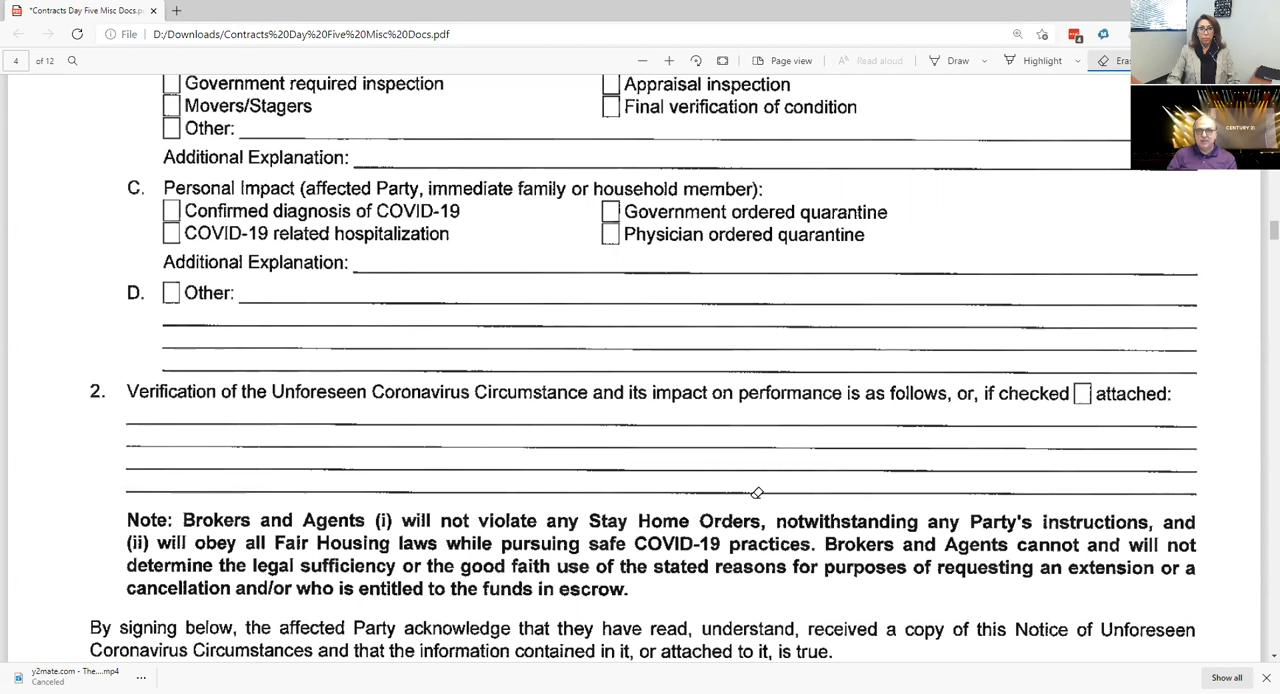 *Contracts Day Five Misc Docs.p
File D:/Downloads/Contracts%20Day%20Five%20Misc%20Docs.pdf
4 of 12 Page view Read aloud Draw Highlight Eras
Government required inspection Appraisal inspection
Movers/Stagers Final verification of condition
Other:
Additional Explanation:
C. Personal Impact (affected Party, immediate family or household member):
Confirmed diagnosis of COVID-19 Government ordered quarantine
COVID-19 related hospitalization Physician ordered quarantine
Additional Explanation:
D. Other:
2. Verification of the Unforeseen Coronavirus Circumstance and its impact on performance is as follows, or, if checked attached:
Note: Brokers and Agents (i) will not violate any Stay Home Orders, notwithstanding any Party's instructions, and
(ii) will obey all Fair Housing laws while pursuing safe COVID-19 practices. Brokers and Agents cannot and will not
determine the legal sufficiency or the good faith use of the stated reasons for purposes of requesting an extension or a
cancellation and/or who is entitled to the funds in escrow.
By signing below, the affected Party acknowledge that they have read, understand, received a copy of this Notice of Unforeseen
Coronavirus Circumstances and that the information contained in it, or attached to it, is true.
CENTURY 21
y2mate.com - The....mp4
Canceled
Show all